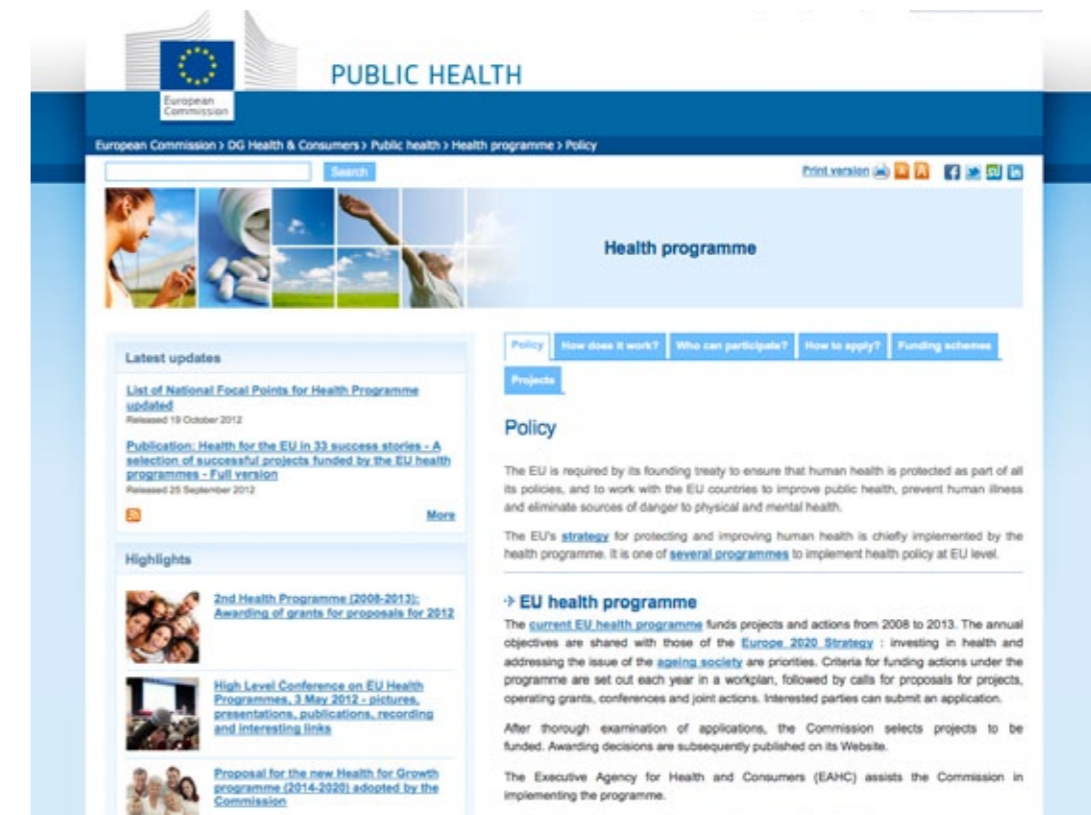 PUBLIC HEALTH
European
Commission
European Commission > DG Health & Consumers > Public health > Health programme > Policy
Search
Print version
Health programme
Latest updates
List of National Focal Points for Health Programme
updated
Released 19 October 2012
Publication: Health for the EU in 33 success stories - A
selection of successful projects funded by the EU health
programmes - Full version
Released 25 September 2012
More
Highlights
2nd Health Programme (2008-2013):
Awarding of grants for proposals for 2012
High Level Conference on EU Health
Programmes, 3 May 2012 - pictures,
presentations, publications, recording
and interesting links
Proposal for the new Health for Growth
programme (2014-2020) adopted by the
Commission
Policy How does it work? Who can participate? How to apply? Funding schemes
Projects
Policy
The EU is required by its founding treaty to ensure that human health is protected as part of all
its policies, and to work with the EU countries to improve public health, prevent human illness
and eliminate sources of danger to physical and mental health.
The EU's strategy for protecting and improving human health is chiefly implemented by the
health programme. It is one of several programmes to implement health policy at EU level.
EU health programme
The current EU health programme funds projects and actions from 2008 to 2013. The annual
objectives are shared with those of the Europe 2020 Strategy : investing in health and
addressing the issue of the ageing society are priorities. Criteria for funding actions under the
programme are set out each year in a workplan, followed by calls for proposals for projects,
operating grants, conferences and joint actions. Interested parties can submit an application.
After thorough examination of applications, the Commission selects projects to be
funded. Awarding decisions are subsequently published on its Website.
The Executive Agency for Health and Consumers (EAHC) assists the Commission in
implementing the programme.